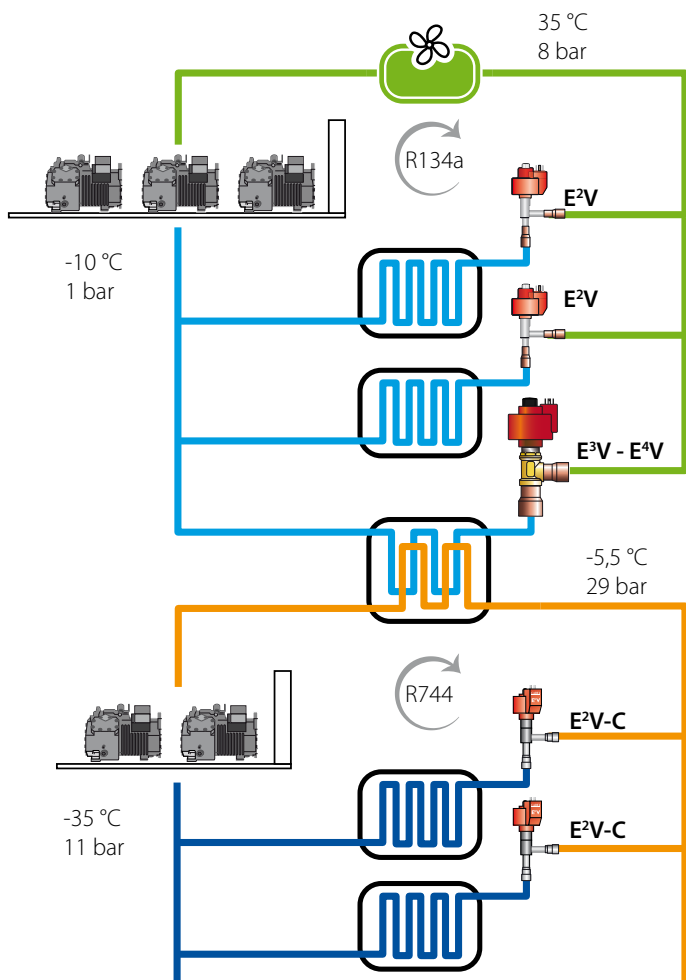 35 °C
8 bar
R134a
E²V
-10 °C
1 bar
E²V
E³V - E⁴V
-5,5 °C
29 bar
R744
E²V-C
-35 °C
11 bar
E²V-C